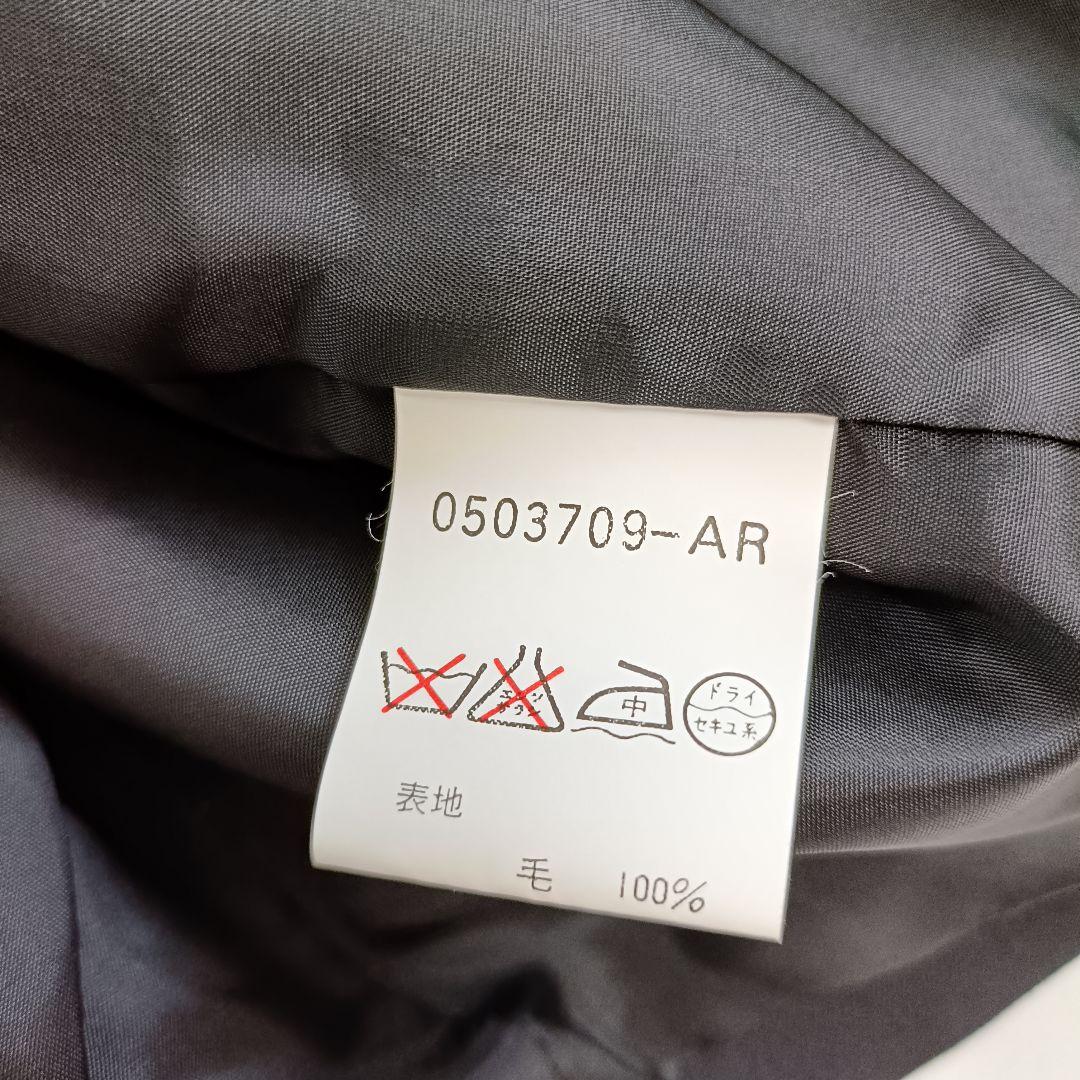 0503709-AR
エンソ
サラシ
中
ドライ
セキユ系
表地
毛 100%